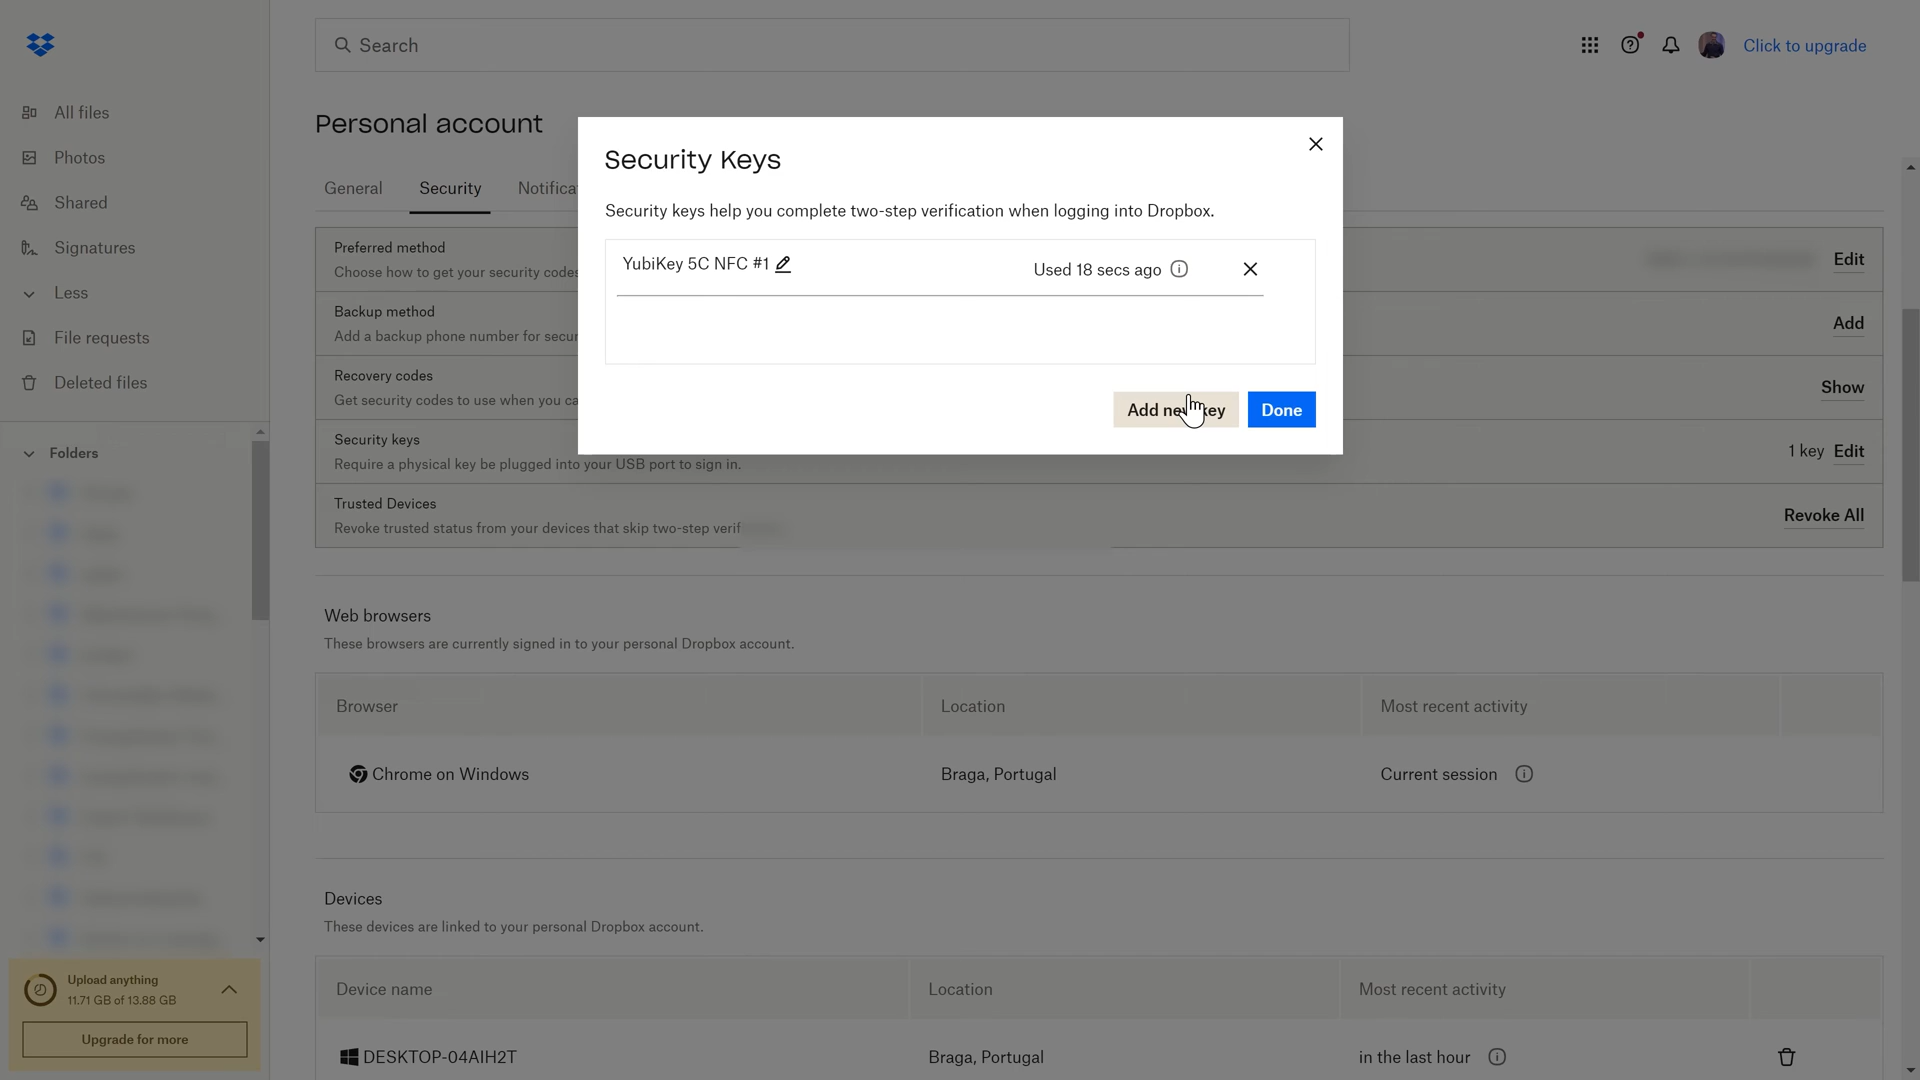 Search
Click to upgrade
All files
Photos
Shared
Signatures
Less
File requests
Deleted files
Folders
Upload anything
11.71 GB of 13.88 GB
Upgrade for more
Personal account
General
Security
Security Keys
Security keys help you complete two-step verification when logging into Dropbox.
YubiKey 5C NFC #1
Used 18 secs ago
Add key
Done
Preferred method
Choose how to get your security codes
Edit
Backup method
Add a backup phone number for
Add
Recovery codes
Get security codes to use when you
Show
Security keys
Require a physical key be plugged into your USB port to sign in.
1 key Edit
Trusted Devices
Revoke trusted status from your devices that skip two-step
Revoke All
Web browsers
These browsers are currently signed in to your personal Dropbox account.
Browser
Location
Most recent activity
Chrome on Windows
Braga, Portugal
Current session
Devices
These devices are linked to your personal Dropbox account.
Device name
Location
Most recent activity
DESKTOP-04AIH2T
Braga, Portugal
in the last hour